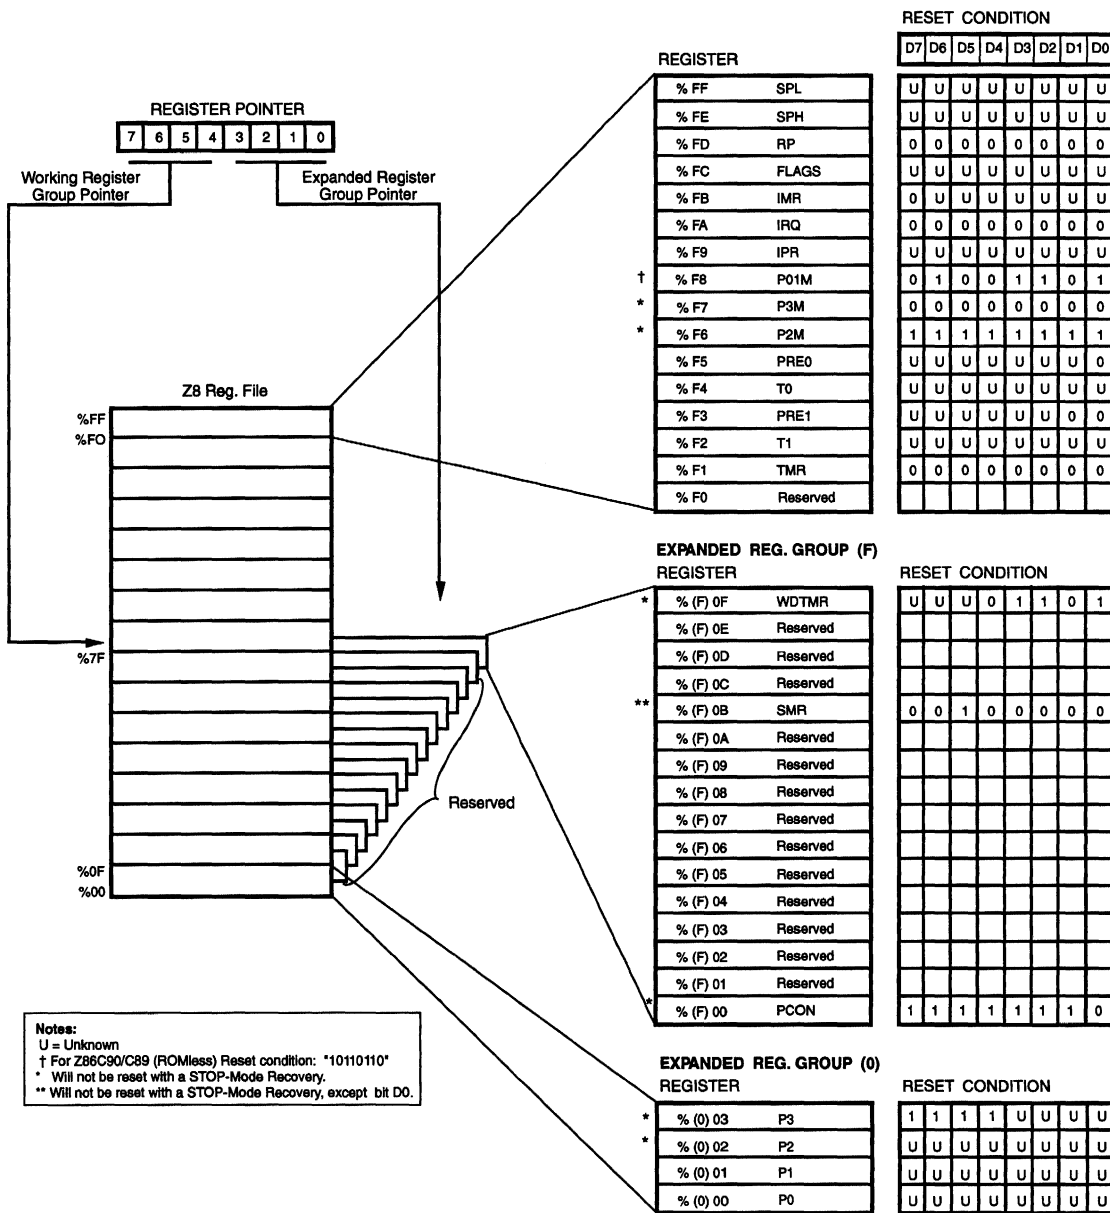 RESET CONDITION
D7 D6 D5 D4 D3 D2 D1 D0
REGISTER
% FF SPL U U U U U U U U
% FE SPH U U U U U U U U
% FD RP 0 0 0 0 0 0 0 0
% FC FLAGS U U U U U U U U
% FB IMR 0 U U U U U U U
% FA IRQ 0 0 0 0 0 0 0 0
% F9 IPR U U U U U U U U
† % F8 P01M 0 1 0 0 1 1 0 1
* % F7 P3M 0 0 0 0 0 0 0 0
* % F6 P2M 1 1 1 1 1 1 1 1
% F5 PRE0 U U U U U U U 0
% F4 T0 U U U U U U U U
% F3 PRE1 U U U U U U 0 0
% F2 T1 U U U U U U U U
% F1 TMR 0 0 0 0 0 0 0 0
% F0 Reserved
REGISTER POINTER
7 6 5 4 3 2 1 0
Working Register
Group Pointer
Expanded Register
Group Pointer
Z8 Reg. File
%FF
%FO
%7F
%0F
%00
Reserved
EXPANDED REG. GROUP (F)
REGISTER RESET CONDITION
* % (F) 0F WDTMR U U U 0 1 1 0 1
% (F) 0E Reserved
% (F) 0D Reserved
% (F) 0C Reserved
** % (F) 0B SMR 0 0 1 0 0 0 0 0
% (F) 0A Reserved
% (F) 09 Reserved
% (F) 08 Reserved
% (F) 07 Reserved
% (F) 06 Reserved
% (F) 05 Reserved
% (F) 04 Reserved
% (F) 03 Reserved
% (F) 02 Reserved
% (F) 01 Reserved
* % (F) 00 PCON 1 1 1 1 1 1 1 0
Notes:
U = Unknown
† For Z86C90/C89 (ROMless) Reset condition: "10110110"
* Will not be reset with a STOP-Mode Recovery.
** Will not be reset with a STOP-Mode Recovery, except bit D0.
EXPANDED REG. GROUP (0)
REGISTER RESET CONDITION
* % (0) 03 P3 1 1 1 1 U U U U
* % (0) 02 P2 U U U U U U U U
% (0) 01 P1 U U U U U U U U
% (0) 00 P0 U U U U U U U U